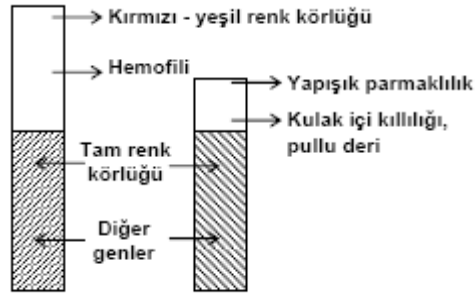 Kırmızı - yeşil renk körlüğü
Hemofili
Yapışık parmaklılık
Kulak içi kıllılığı,
pullu deri
Tam renk
körlüğü
Diğer
genler